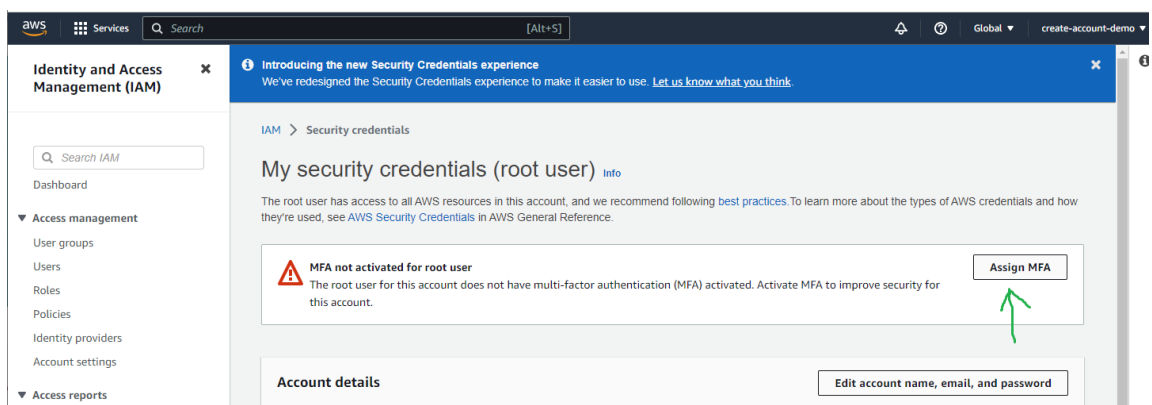 aws
Services
Search
[Alt+S]
Global
create-account-demo
Identity and Access
Management (IAM)
Search IAM
Dashboard
Access management
User groups
Users
Roles
Policies
Identity providers
Account settings
Access reports
Introducing the new Security Credentials experience
We've redesigned the Security Credentials experience to make it easier to use. Let us know what you think.
IAM > Security credentials
My security credentials (root user) Info
The root user has access to all AWS resources in this account, and we recommend following best practices.To learn more about the types of AWS credentials and how
they're used, see AWS Security Credentials in AWS General Reference.
MFA not activated for root user
The root user for this account does not have multi-factor authentication (MFA) activated. Activate MFA to improve security for
this account.
Assign MFA
Account details
Edit account name, email, and password